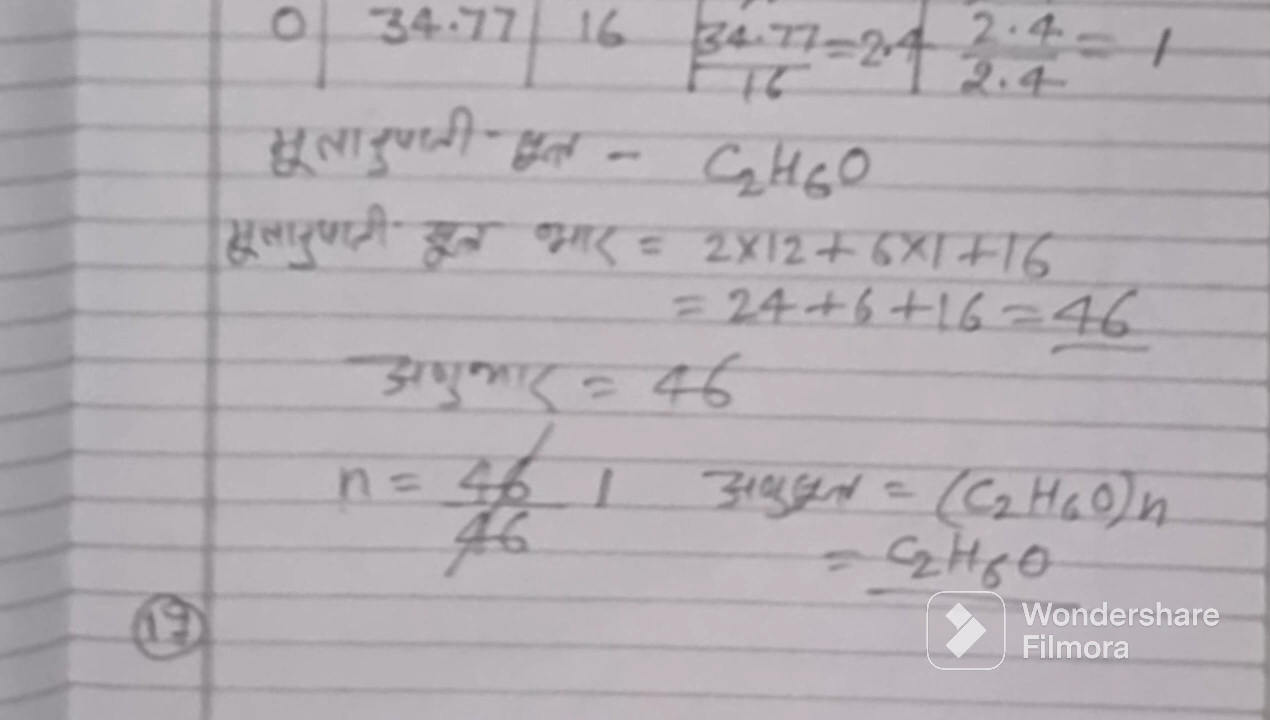 O | 34.77 | 16 | 34.77/16 = 2.4 | 2.4/2.4 = 1
मूलानुपाती सूत्र - C₂H₆O
मूलानुपाती सूत्र भार = 2×12 + 6×1 + 16
= 24 + 6 + 16 = 46
अणुभार = 46
n = 46/46 1 अणुसूत्र = (C₂H₆O)n
= C₂H₆O
Wondershare
Filmora